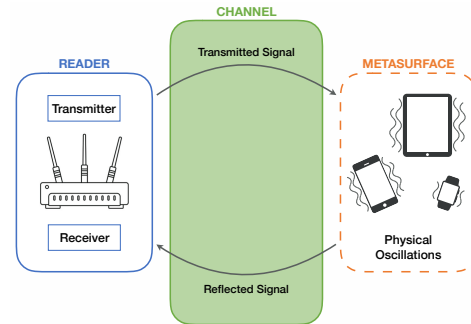 CHANNEL
Transmitted Signal
READER
METASURFACE
Transmitter
Receiver
Physical
Oscillations
Reflected Signal